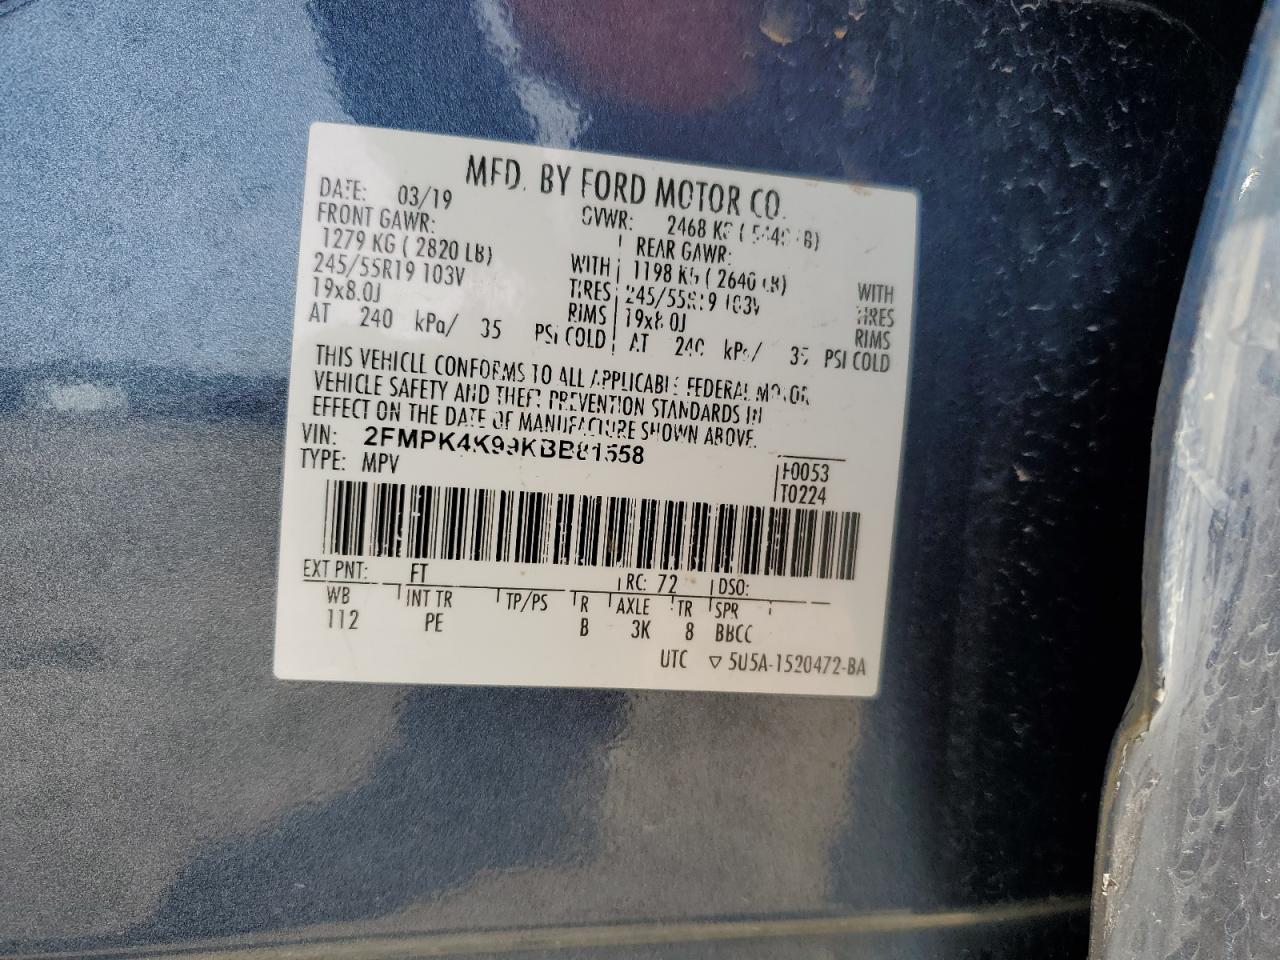 MFD. BY FORD MOTOR CO.
DATE: 03/19 GVWR: 2468 KG
FRONT GAWR: REAR GAWR:
1279 KG (2820 LB) WITH 1198 KG (2640 LB) WITH
245/55R19 103V TIRES 245/55R19 103V TIRES
19x8.0J RIMS 19x8.0J RIMS
AT 240 kPa/ 35 PSI COLD AT 240 kPa/ 35 PSI COLD
THIS VEHICLE CONFORMS TO ALL APPLICABLE FEDERAL MOTOR
VEHICLE SAFETY AND THEFT PREVENTION STANDARDS IN
EFFECT ON THE DATE OF MANUFACTURE SHOWN ABOVE.
VIN:
TYPE: MPV
T0224
EXT PNT: FT RC: 72 DSO:
WB INT TR TP/PS R AXLE TR SPR
112 PE B 3K 8 BBCC
UTC ▽ 5U5A-1520472-BA